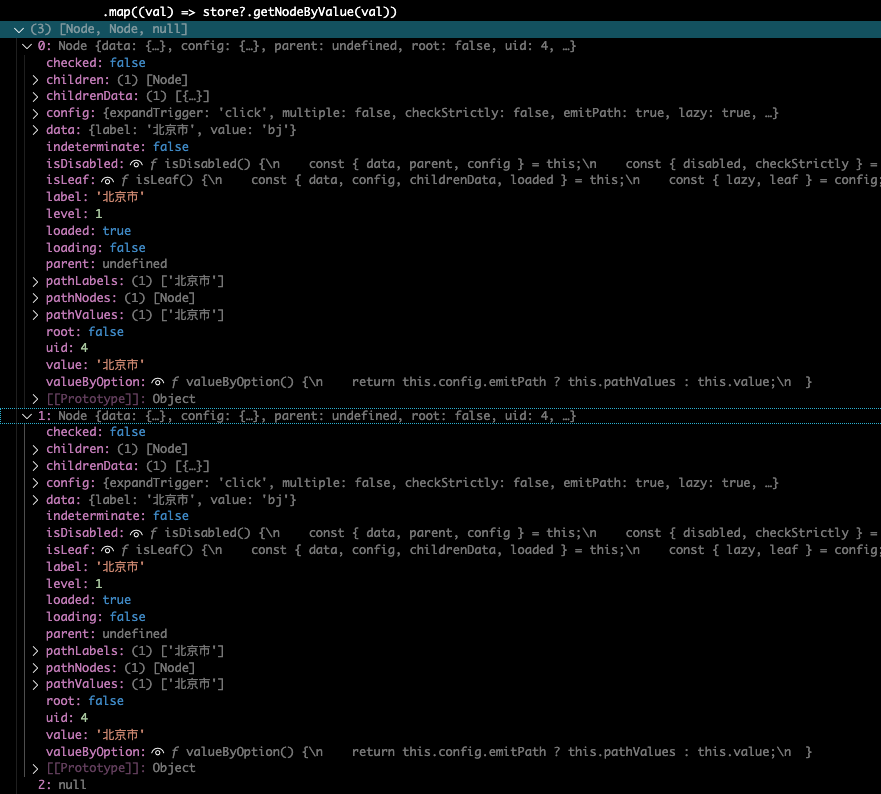 .map((val) => store?.getNodeByValue(val))
(3) [Node, Node, null]
0: Node {data: {…}, config: {…}, parent: undefined, root: false, uid: 4, …}
checked: false
children: (1) [Node]
childrenData: (1) [{…}]
config: {expandTrigger: 'click', multiple: false, checkStrictly: false, emitPath: true, lazy: true, …}
data: {label: '北京市', value: 'bj'}
indeterminate: false
isDisabled: ƒ isDisabled() {\n    const { data, parent, config } = this;\n    const { disabled, checkStrictly } =
isLeaf: ƒ isLeaf() {\n    const { data, config, childrenData, loaded } = this;\n    const { lazy, leaf } = config;
label: '北京市'
level: 1
loaded: true
loading: false
parent: undefined
pathLabels: (1) ['北京市']
pathNodes: (1) [Node]
pathValues: (1) ['北京市']
root: false
uid: 4
value: '北京市'
valueByOption: ƒ valueByOption() {\n    return this.config.emitPath ? this.pathValues : this.value;\n  }
[[Prototype]]: Object
1: Node {data: {…}, config: {…}, parent: undefined, root: false, uid: 4, …}
checked: false
children: (1) [Node]
childrenData: (1) [{…}]
config: {expandTrigger: 'click', multiple: false, checkStrictly: false, emitPath: true, lazy: true, …}
data: {label: '北京市', value: 'bj'}
indeterminate: false
isDisabled: ƒ isDisabled() {\n    const { data, parent, config } = this;\n    const { disabled, checkStrictly } =
isLeaf: ƒ isLeaf() {\n    const { data, config, childrenData, loaded } = this;\n    const { lazy, leaf } = config;
label: '北京市'
level: 1
loaded: true
loading: false
parent: undefined
pathLabels: (1) ['北京市']
pathNodes: (1) [Node]
pathValues: (1) ['北京市']
root: false
uid: 4
value: '北京市'
valueByOption: ƒ valueByOption() {\n    return this.config.emitPath ? this.pathValues : this.value;\n  }
[[Prototype]]: Object
2: null